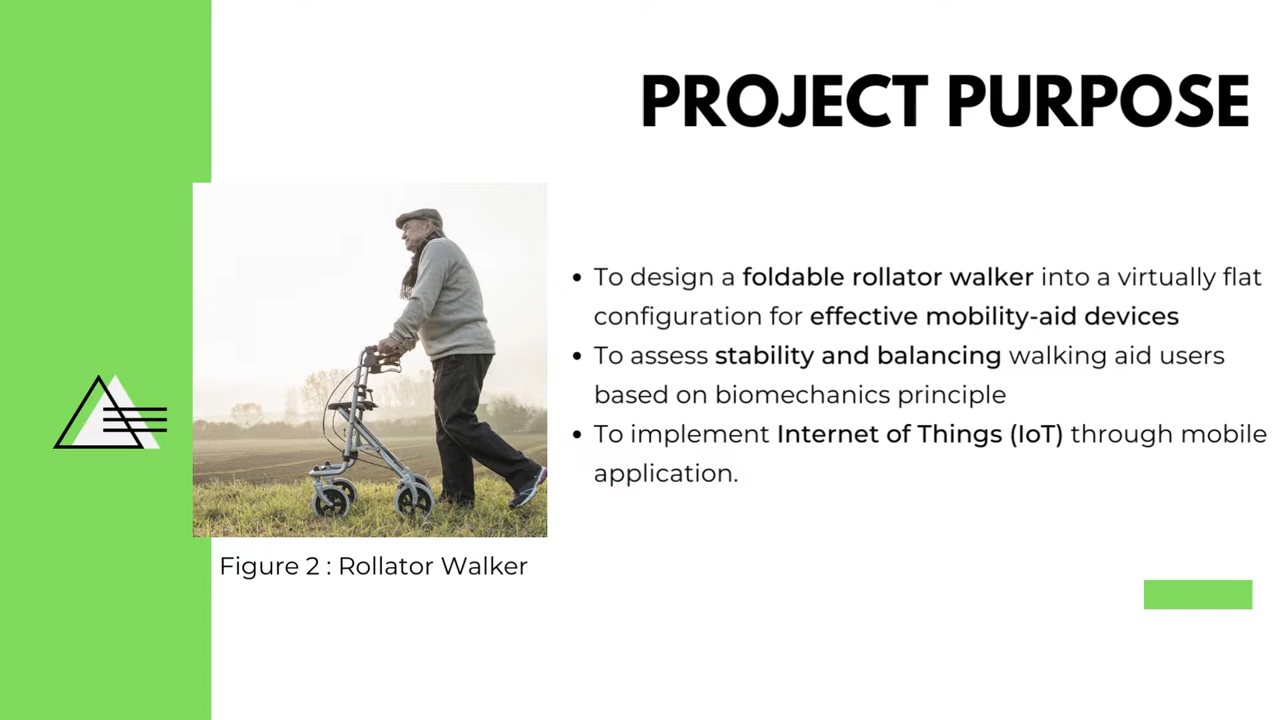 PROJECT PURPOSE
• To design a foldable rollator walker into a virtually flat
configuration for effective mobility-aid devices
• To assess stability and balancing walking aid users
based on biomechanics principle
• To implement Internet of Things (IoT) through mobile
application.
Figure 2 : Rollator Walker